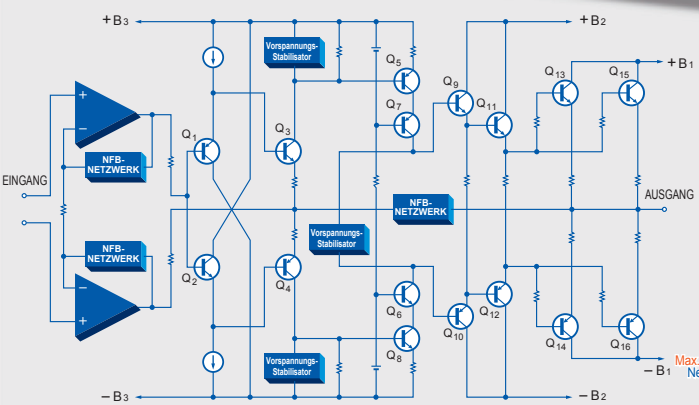 +B3
+B2
Vorspannungs-
Stabilisator
+B1
Q5
Q9
Q13
Q15
Q7
Q11
+
−
Q1
Q3
NFB-
NETZWERK
EINGANG
NFB-
NETZWERK
AUSGANG
Vorspannungs-
Stabilisator
NFB-
NETZWERK
−
+
Q2
Q4
Q6
Q12
Q10
Q8
Q14
Q16
Vorspannungs-
Stabilisator
−B1
Max.
Ne
−B3
−B2